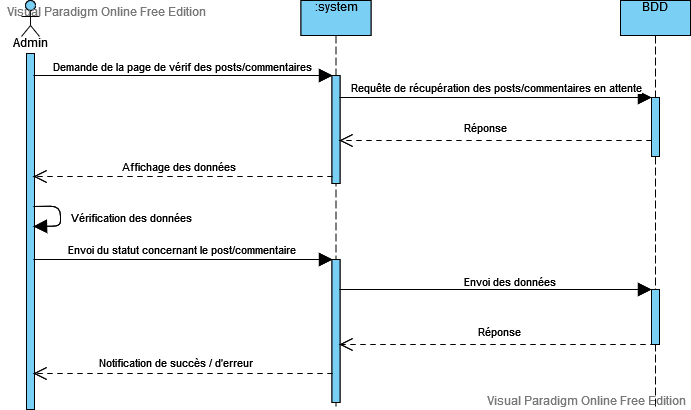 Visual Paradigm Online Free Edition
:system
BDD
Admin
Demande de la page de vérif des posts/commentaires
Requête de récupération des posts/commentaires en attente
Réponse
Affichage des données
Vérification des données
Envoi du statut concernant le post/commentaire
Envoi des données
Réponse
Notification de succès / d'erreur
Visual Paradigm Online Free Edition